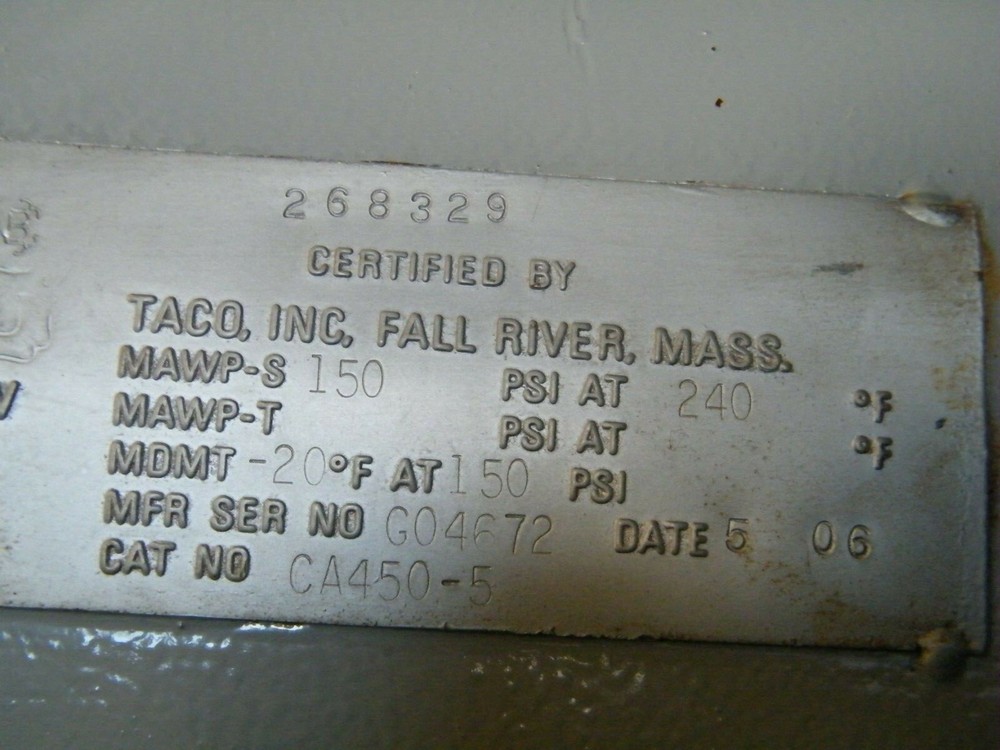 268329
CERTIFIED BY
TACO, INC, FALL RIVER, MASS.
MAWP-S 150 PSI AT 240 °F
MAWP-T PSI AT °F
MDMT -20°F AT 150 PSI
MFR SER NO G04672 DATE 5 06
CAT NO CA450-5